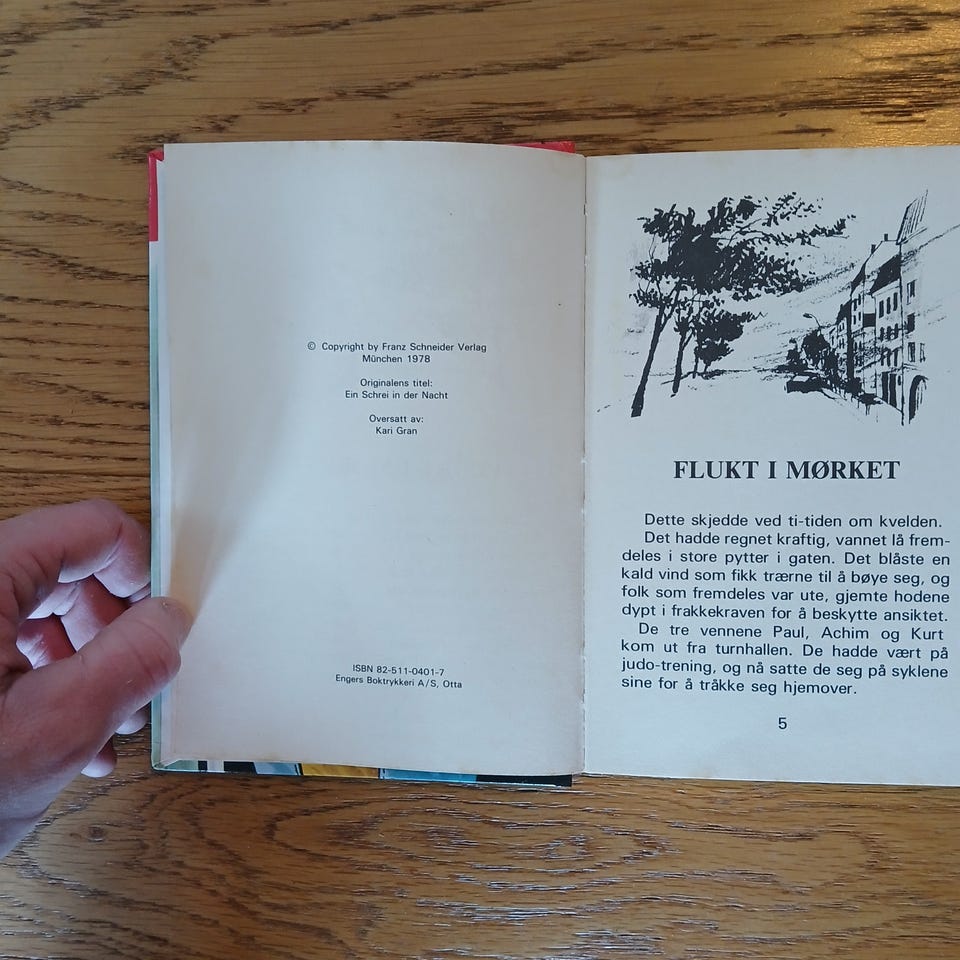 © Copyright by Franz Schneider Verlag
München 1978
Originalens titel:
Ein Schrei in der Nacht
Oversatt av:
Kari Gran
ISBN 82-511-0401-7
Engers Boktrykkeri A/S, Otta
FLUKT I MØRKET
Dette skjedde ved ti-tiden om kvelden.
Det hadde regnet kraftig, vannet lå frem-
deles i store pytter i gaten. Det blåste en
kald vind som fikk trærne til å bøye seg, og
folk som fremdeles var ute, gjemte hodene
dypt i frakkekraven for å beskytte ansiktet.
De tre vennene Paul, Achim og Kurt
kom ut fra turnhallen. De hadde vært på
judo-trening, og nå satte de seg på syklene
sine for å tråkke seg hjemover.
5